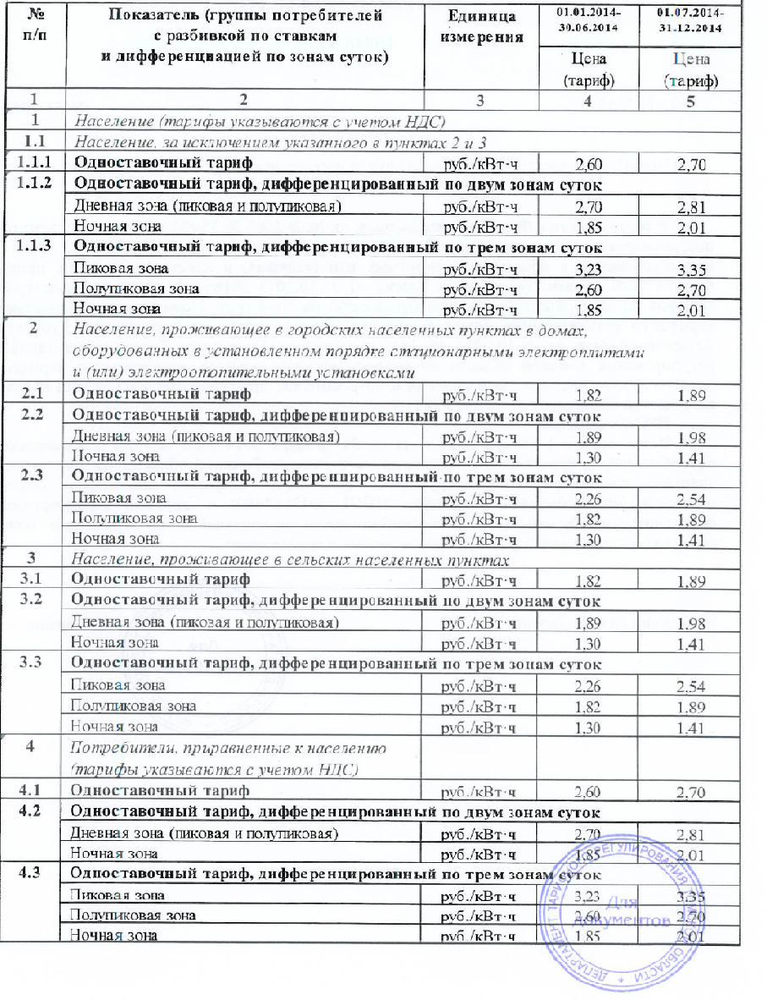 № п/п | Показатель (группы потребителей с разбивкой по ставкам и дифференциацией по зонам суток) | Единица измерения | 01.01.2014-30.06.2014 Цена (тариф) | 01.07.2014-31.12.2014 Цена (тариф)
1 | 2 | 3 | 4 | 5
1 Население (тарифы указываются с учетом НДС)
1.1 Население, за исключением указанного в пунктах 2 и 3
1.1.1 Одноставочный тариф руб./кВт·ч 2,60 2,70
1.1.2 Одноставочный тариф, дифференцированный по двум зонам суток
Дневная зона (пиковая и полупиковая) руб./кВт·ч 2,70 2,81
Ночная зона руб./кВт·ч 1,85 2,01
1.1.3 Одноставочный тариф, дифференцированный по трем зонам суток
Пиковая зона руб./кВт·ч 3,23 3,35
Полупиковая зона руб./кВт·ч 2,60 2,70
Ночная зона руб./кВт·ч 1,85 2,01
2 Население, проживающее в городских населенных пунктах в домах,
оборудованных в установленном порядке стационарными электроплитами
и (или) электроотопительными установками
2.1 Одноставочный тариф руб./кВт·ч 1,82 1,89
2.2 Одноставочный тариф, дифференцированный по двум зонам суток
Дневная зона (пиковая и полупиковая) руб./кВт·ч 1,89 1,98
Ночная зона руб./кВт·ч 1,30 1,41
2.3 Одноставочный тариф, дифференцированный по трем зонам суток
Пиковая зона руб./кВт·ч 2,26 2,54
Полупиковая зона руб./кВт·ч 1,82 1,89
Ночная зона руб./кВт·ч 1,30 1,41
3 Население, проживающее в сельских населенных пунктах
3.1 Одноставочный тариф руб./кВт·ч 1,82 1,89
3.2 Одноставочный тариф, дифференцированный по двум зонам суток
Дневная зона (пиковая и полупиковая) руб./кВт·ч 1,89 1,98
Ночная зона руб./кВт·ч 1,30 1,41
3.3 Одноставочный тариф, дифференцированный по трем зонам суток
Пиковая зона руб./кВт·ч 2,26 2,54
Полупиковая зона руб./кВт·ч 1,82 1,89
Ночная зона руб./кВт·ч 1,30 1,41
4 Потребители, приравненные к населению
(тарифы указываются с учетом НДС)
4.1 Одноставочный тариф руб./кВт·ч 2,60 2,70
4.2 Одноставочный тариф, дифференцированный по двум зонам суток
Дневная зона (пиковая и полупиковая) руб./кВт·ч 2,70 2,81
Ночная зона руб./кВт·ч 1,85 2,01
4.3 Одноставочный тариф, дифференцированный по трем зонам суток
Пиковая зона руб./кВт·ч 3,23 3,35
Полупиковая зона руб./кВт·ч 2,60 2,70
Ночная зона руб./кВт·ч 1,85 2,01
ДЕПАРТАМЕНТ ТАРИФНОГО РЕГУЛИРОВАНИЯ ОБЛАСТИ
Для
документов